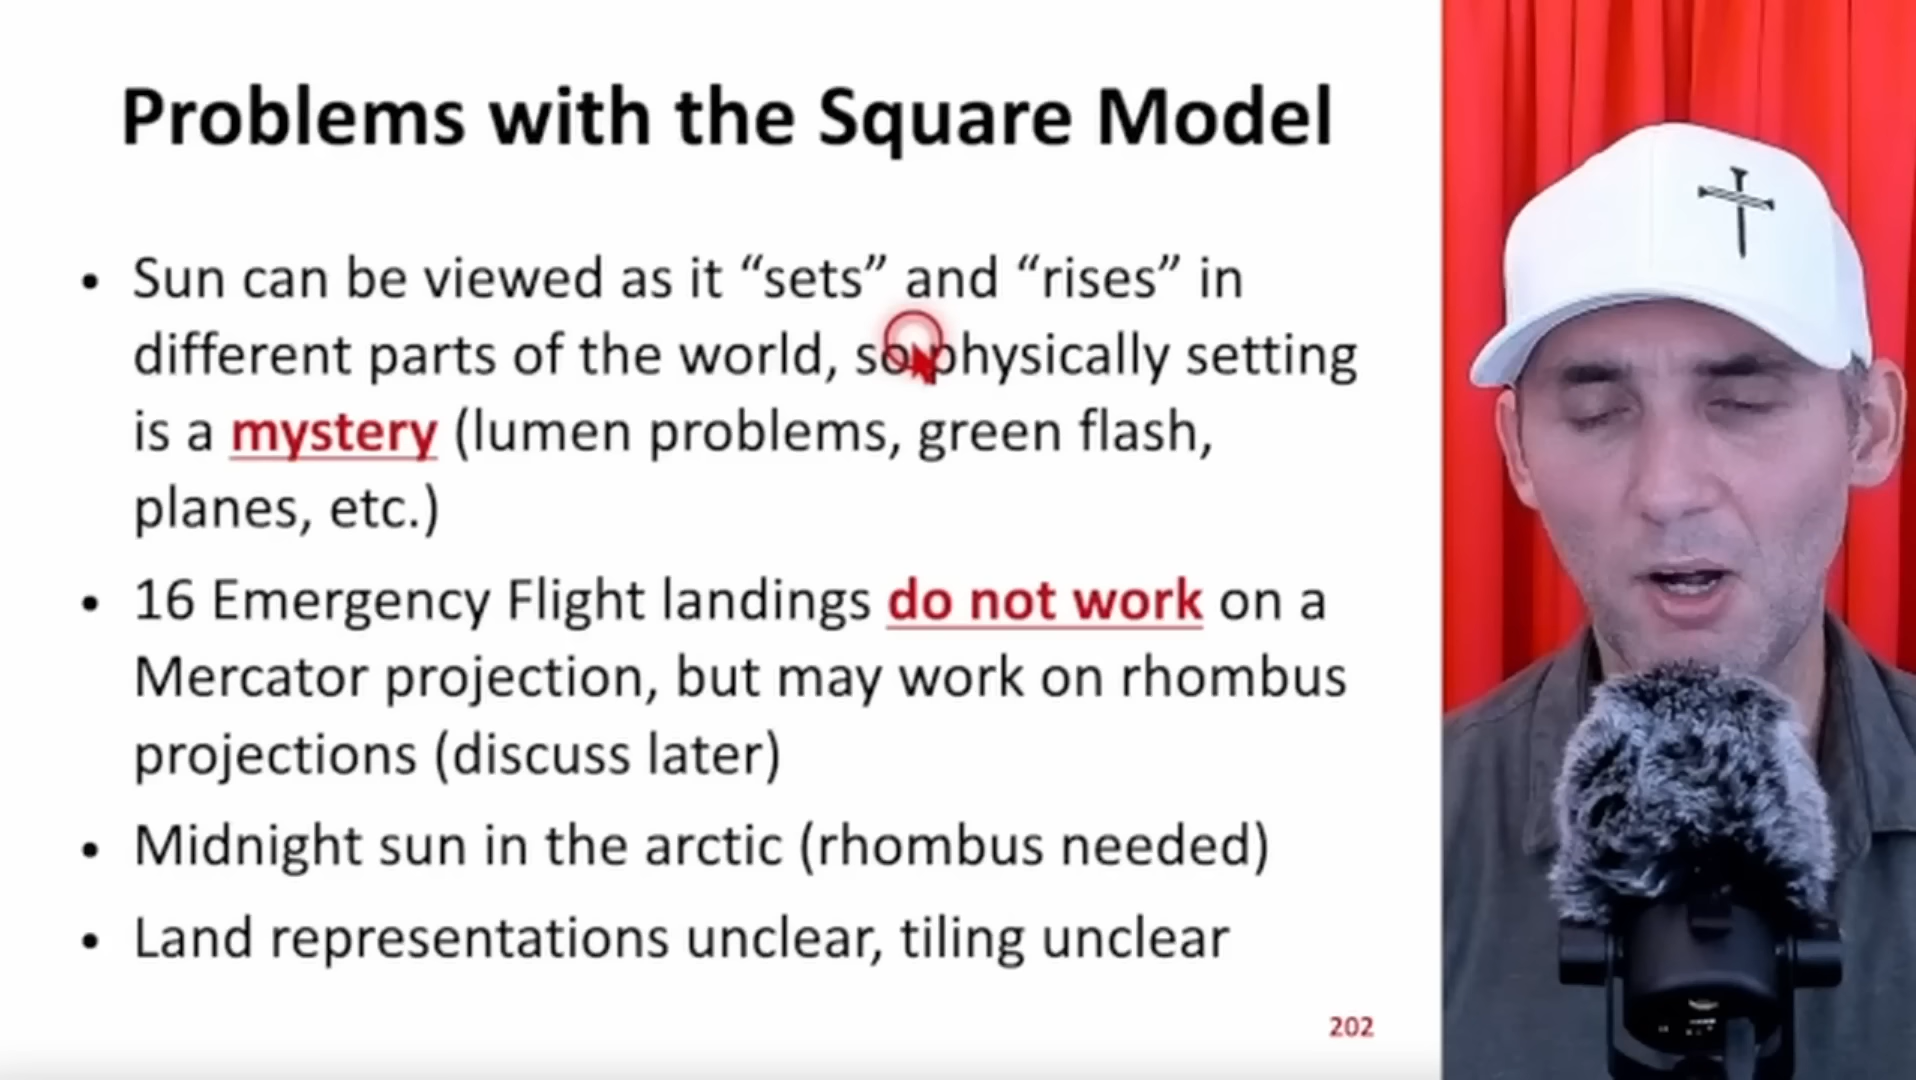 Problems with the Square Model
• Sun can be viewed as it “sets” and “rises” in
different parts of the world, so physically setting
is a mystery (lumen problems, green flash,
planes, etc.)
• 16 Emergency Flight landings do not work on a
Mercator projection, but may work on rhombus
projections (discuss later)
• Midnight sun in the arctic (rhombus needed)
• Land representations unclear, tiling unclear
202